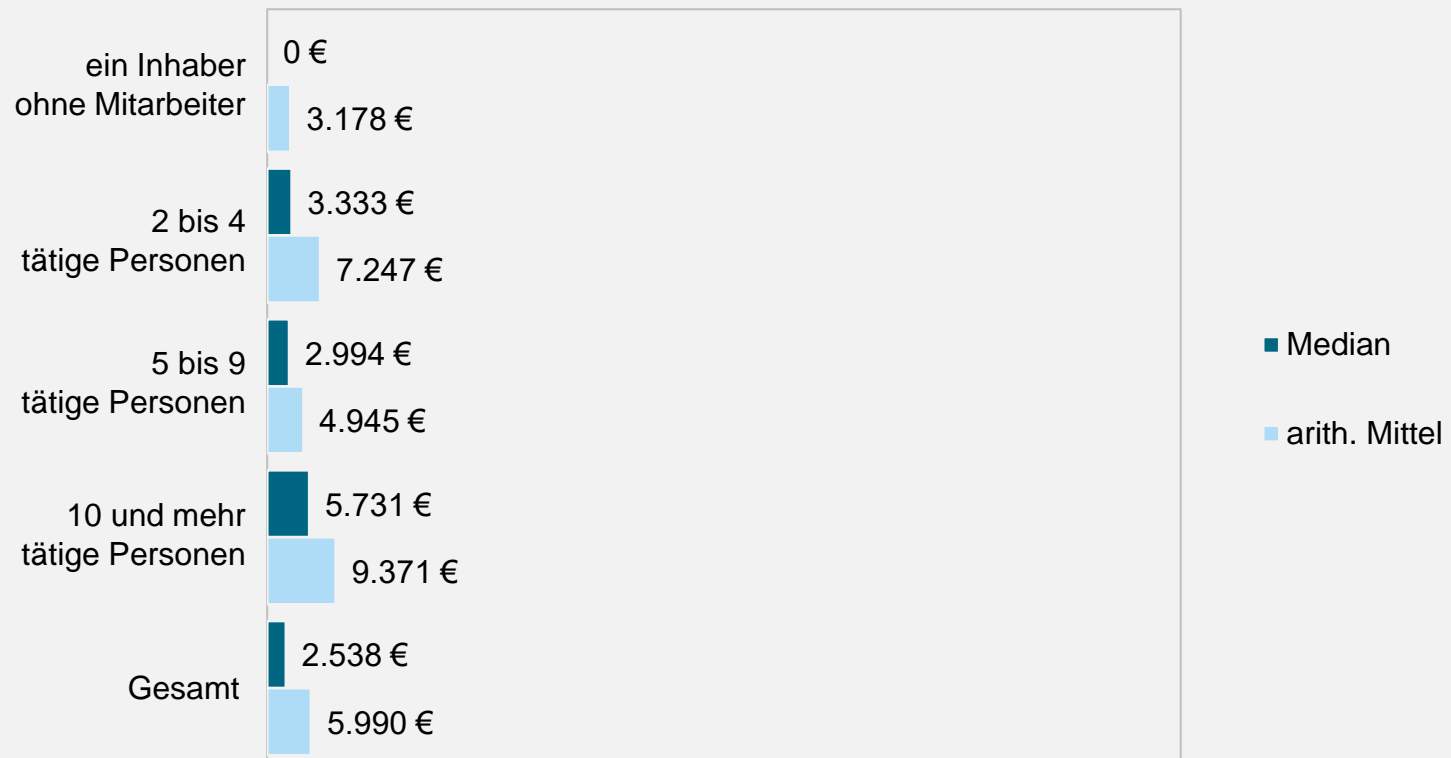 ein Inhaber
ohne Mitarbeiter
0 €
3.178 €
2 bis 4
tätige Personen
3.333 €
7.247 €
5 bis 9
tätige Personen
2.994 €
4.945 €
10 und mehr
tätige Personen
5.731 €
9.371 €
Gesamt
2.538 €
5.990 €
Median
arith. Mittel